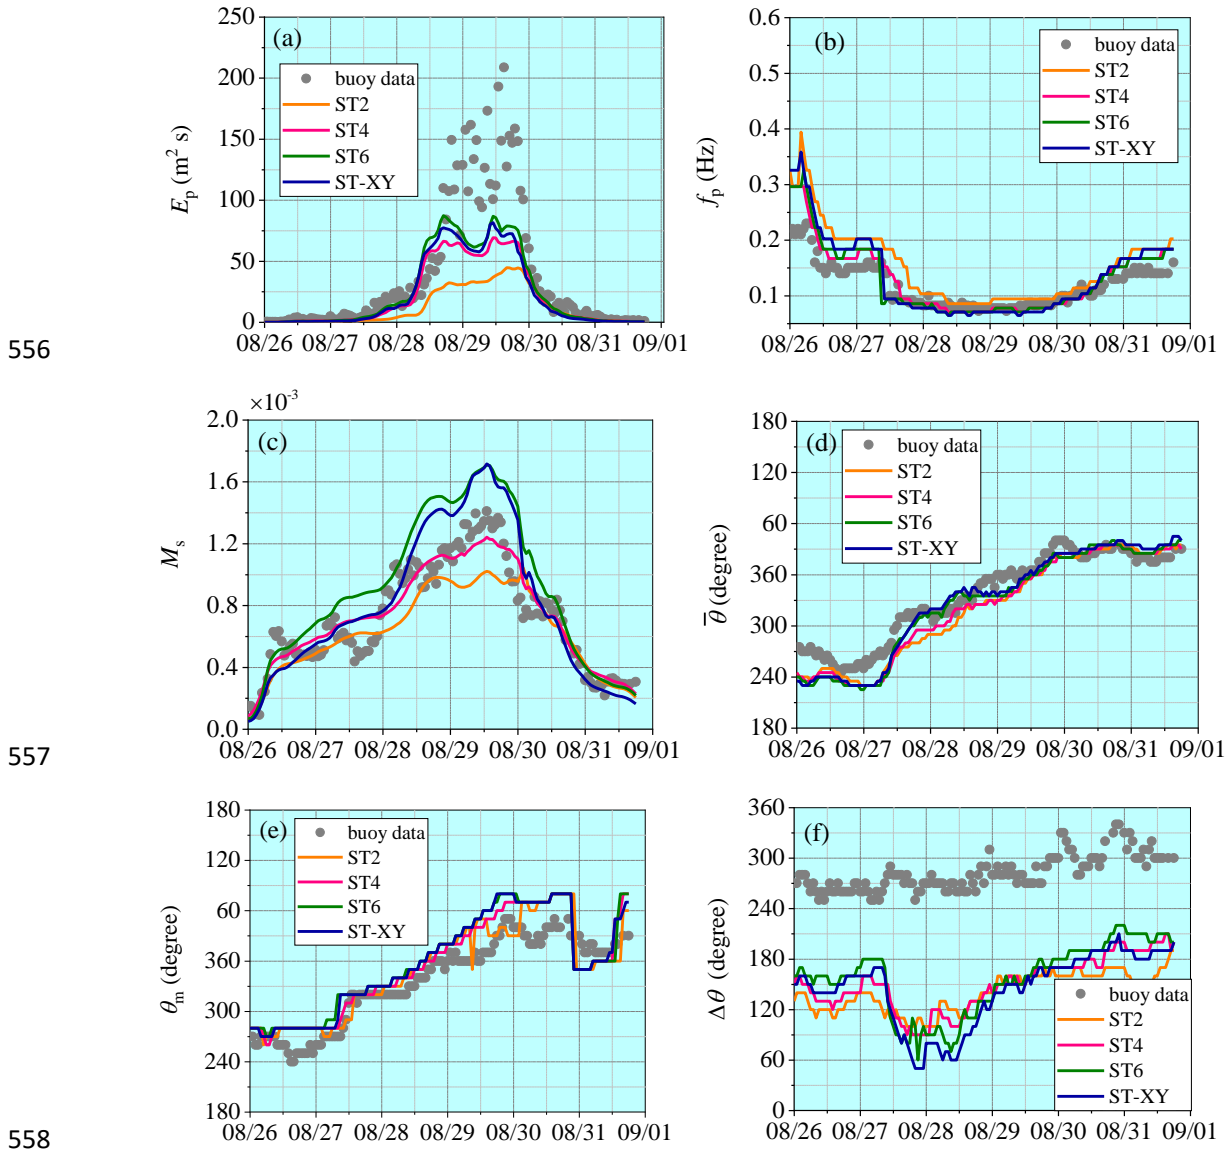 250
200
150
100
50
0
E_p (m² s)
(a)
buoy data
ST2
ST4
ST6
ST-XY
08/26 08/27 08/28 08/29 08/30 08/31 09/01
0.6
0.5
0.4
0.3
0.2
0.1
f_p (Hz)
(b)
buoy data
ST2
ST4
ST6
ST-XY
08/26 08/27 08/28 08/29 08/30 08/31 09/01
556
×10⁻³
2.0
1.6
1.2
0.8
0.4
0.0
M_s
(c)
buoy data
ST2
ST4
ST6
ST-XY
08/26 08/27 08/28 08/29 08/30 08/31 09/01
180
120
60
360
300
240
180
θ̄ (degree)
(d)
buoy data
ST2
ST4
ST6
ST-XY
08/26 08/27 08/28 08/29 08/30 08/31 09/01
557
180
120
60
360
300
240
180
θ_m (degree)
(e)
buoy data
ST2
ST4
ST6
ST-XY
08/26 08/27 08/28 08/29 08/30 08/31 09/01
360
300
240
180
120
60
0
Δθ (degree)
(f)
buoy data
ST2
ST4
ST6
ST-XY
08/26 08/27 08/28 08/29 08/30 08/31 09/01
558